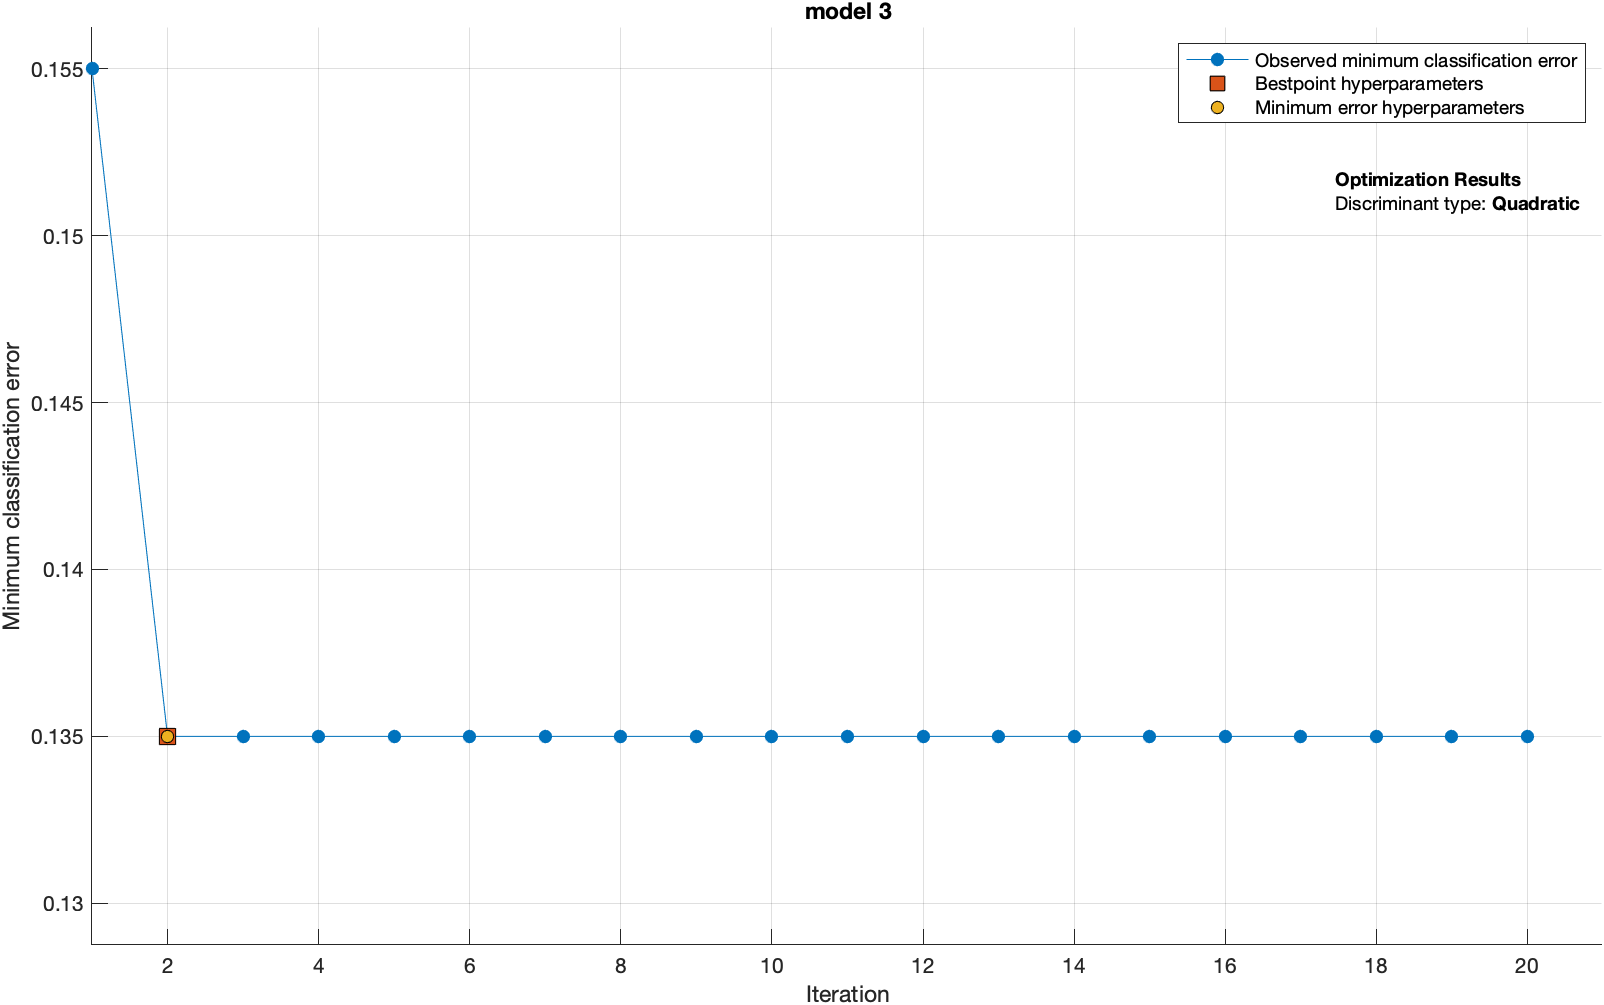 model 3
Observed minimum classification error
Bestpoint hyperparameters
Minimum error hyperparameters
Optimization Results
Discriminant type: Quadratic
Minimum classification error
0.155
0.15
0.145
0.14
0.135
0.13
2 4 6 8 10 12 14 16 18 20
Iteration